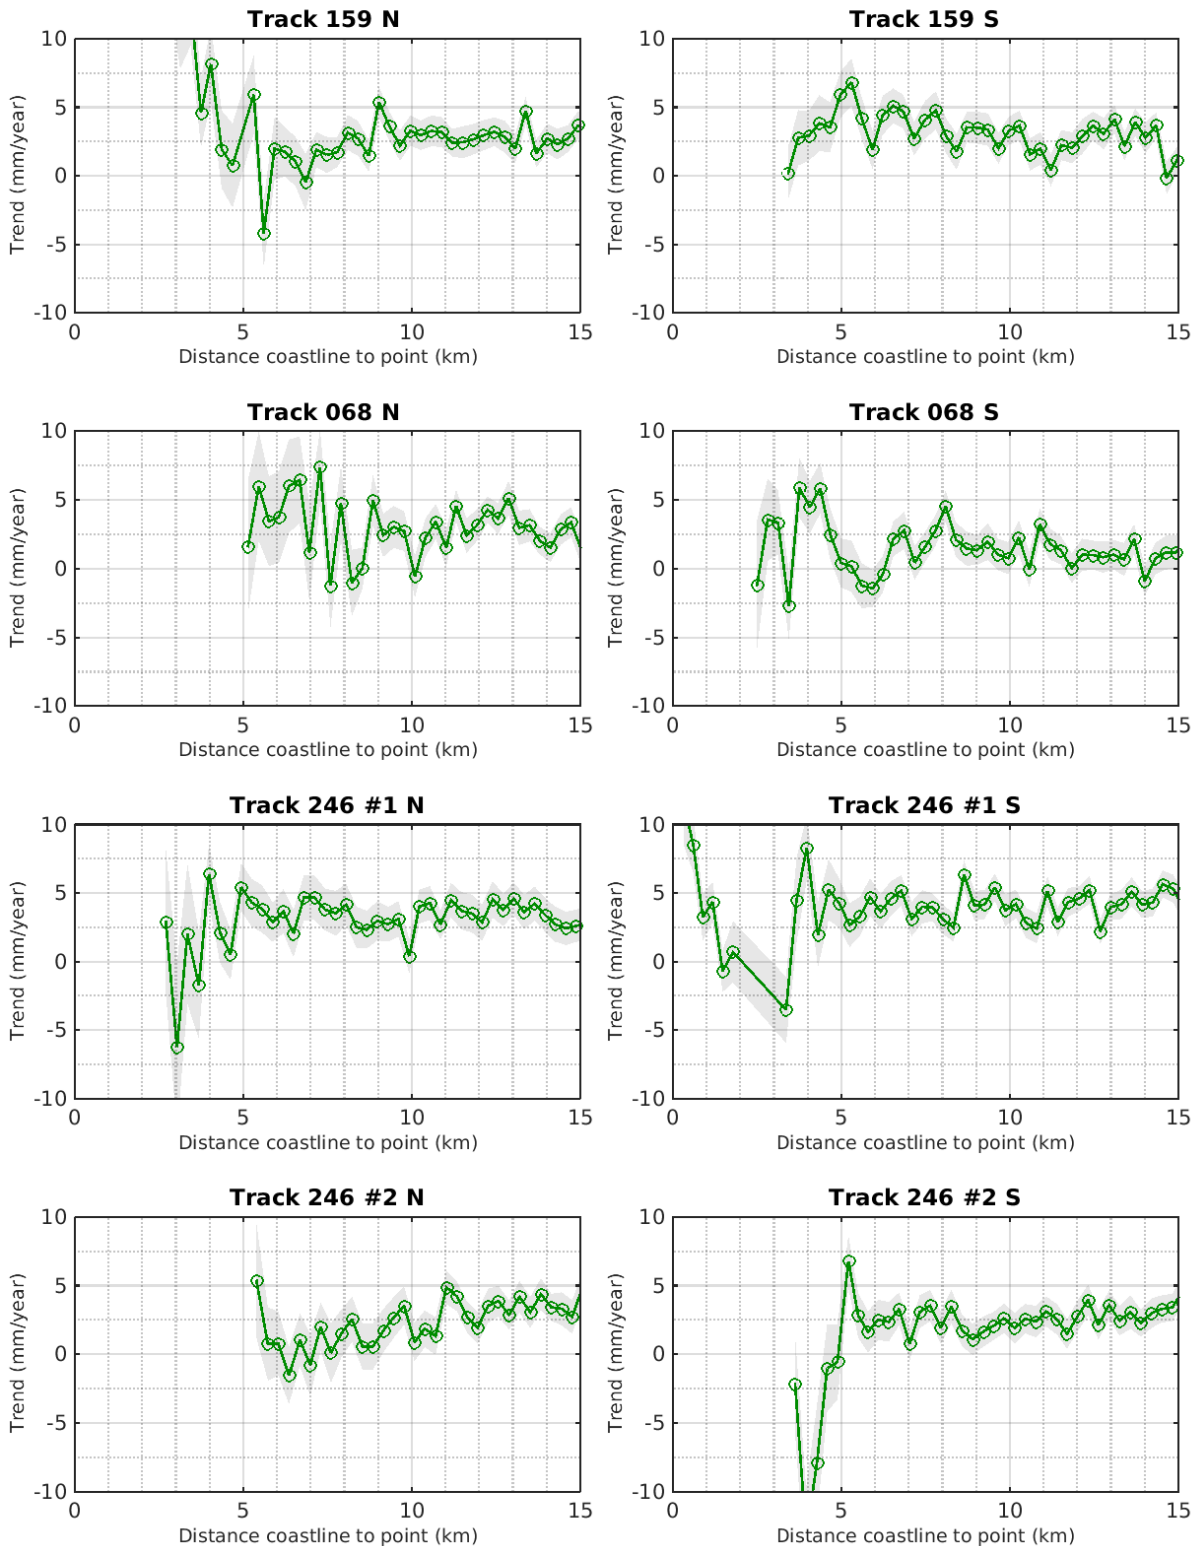 Track 159 N
10
5
0
-5
-10
Trend (mm/year)
0 5 10 15
Distance coastline to point (km)
Track 159 S
10
5
0
-5
-10
Trend (mm/year)
0 5 10 15
Distance coastline to point (km)
Track 068 N
10
5
0
-5
-10
Trend (mm/year)
0 5 10 15
Distance coastline to point (km)
Track 068 S
10
5
0
-5
-10
Trend (mm/year)
0 5 10 15
Distance coastline to point (km)
Track 246 #1 N
10
5
0
-5
-10
Trend (mm/year)
0 5 10 15
Distance coastline to point (km)
Track 246 #1 S
10
5
0
-5
-10
Trend (mm/year)
0 5 10 15
Distance coastline to point (km)
Track 246 #2 N
10
5
0
-5
-10
Trend (mm/year)
0 5 10 15
Distance coastline to point (km)
Track 246 #2 S
10
5
0
-5
-10
Trend (mm/year)
0 5 10 15
Distance coastline to point (km)